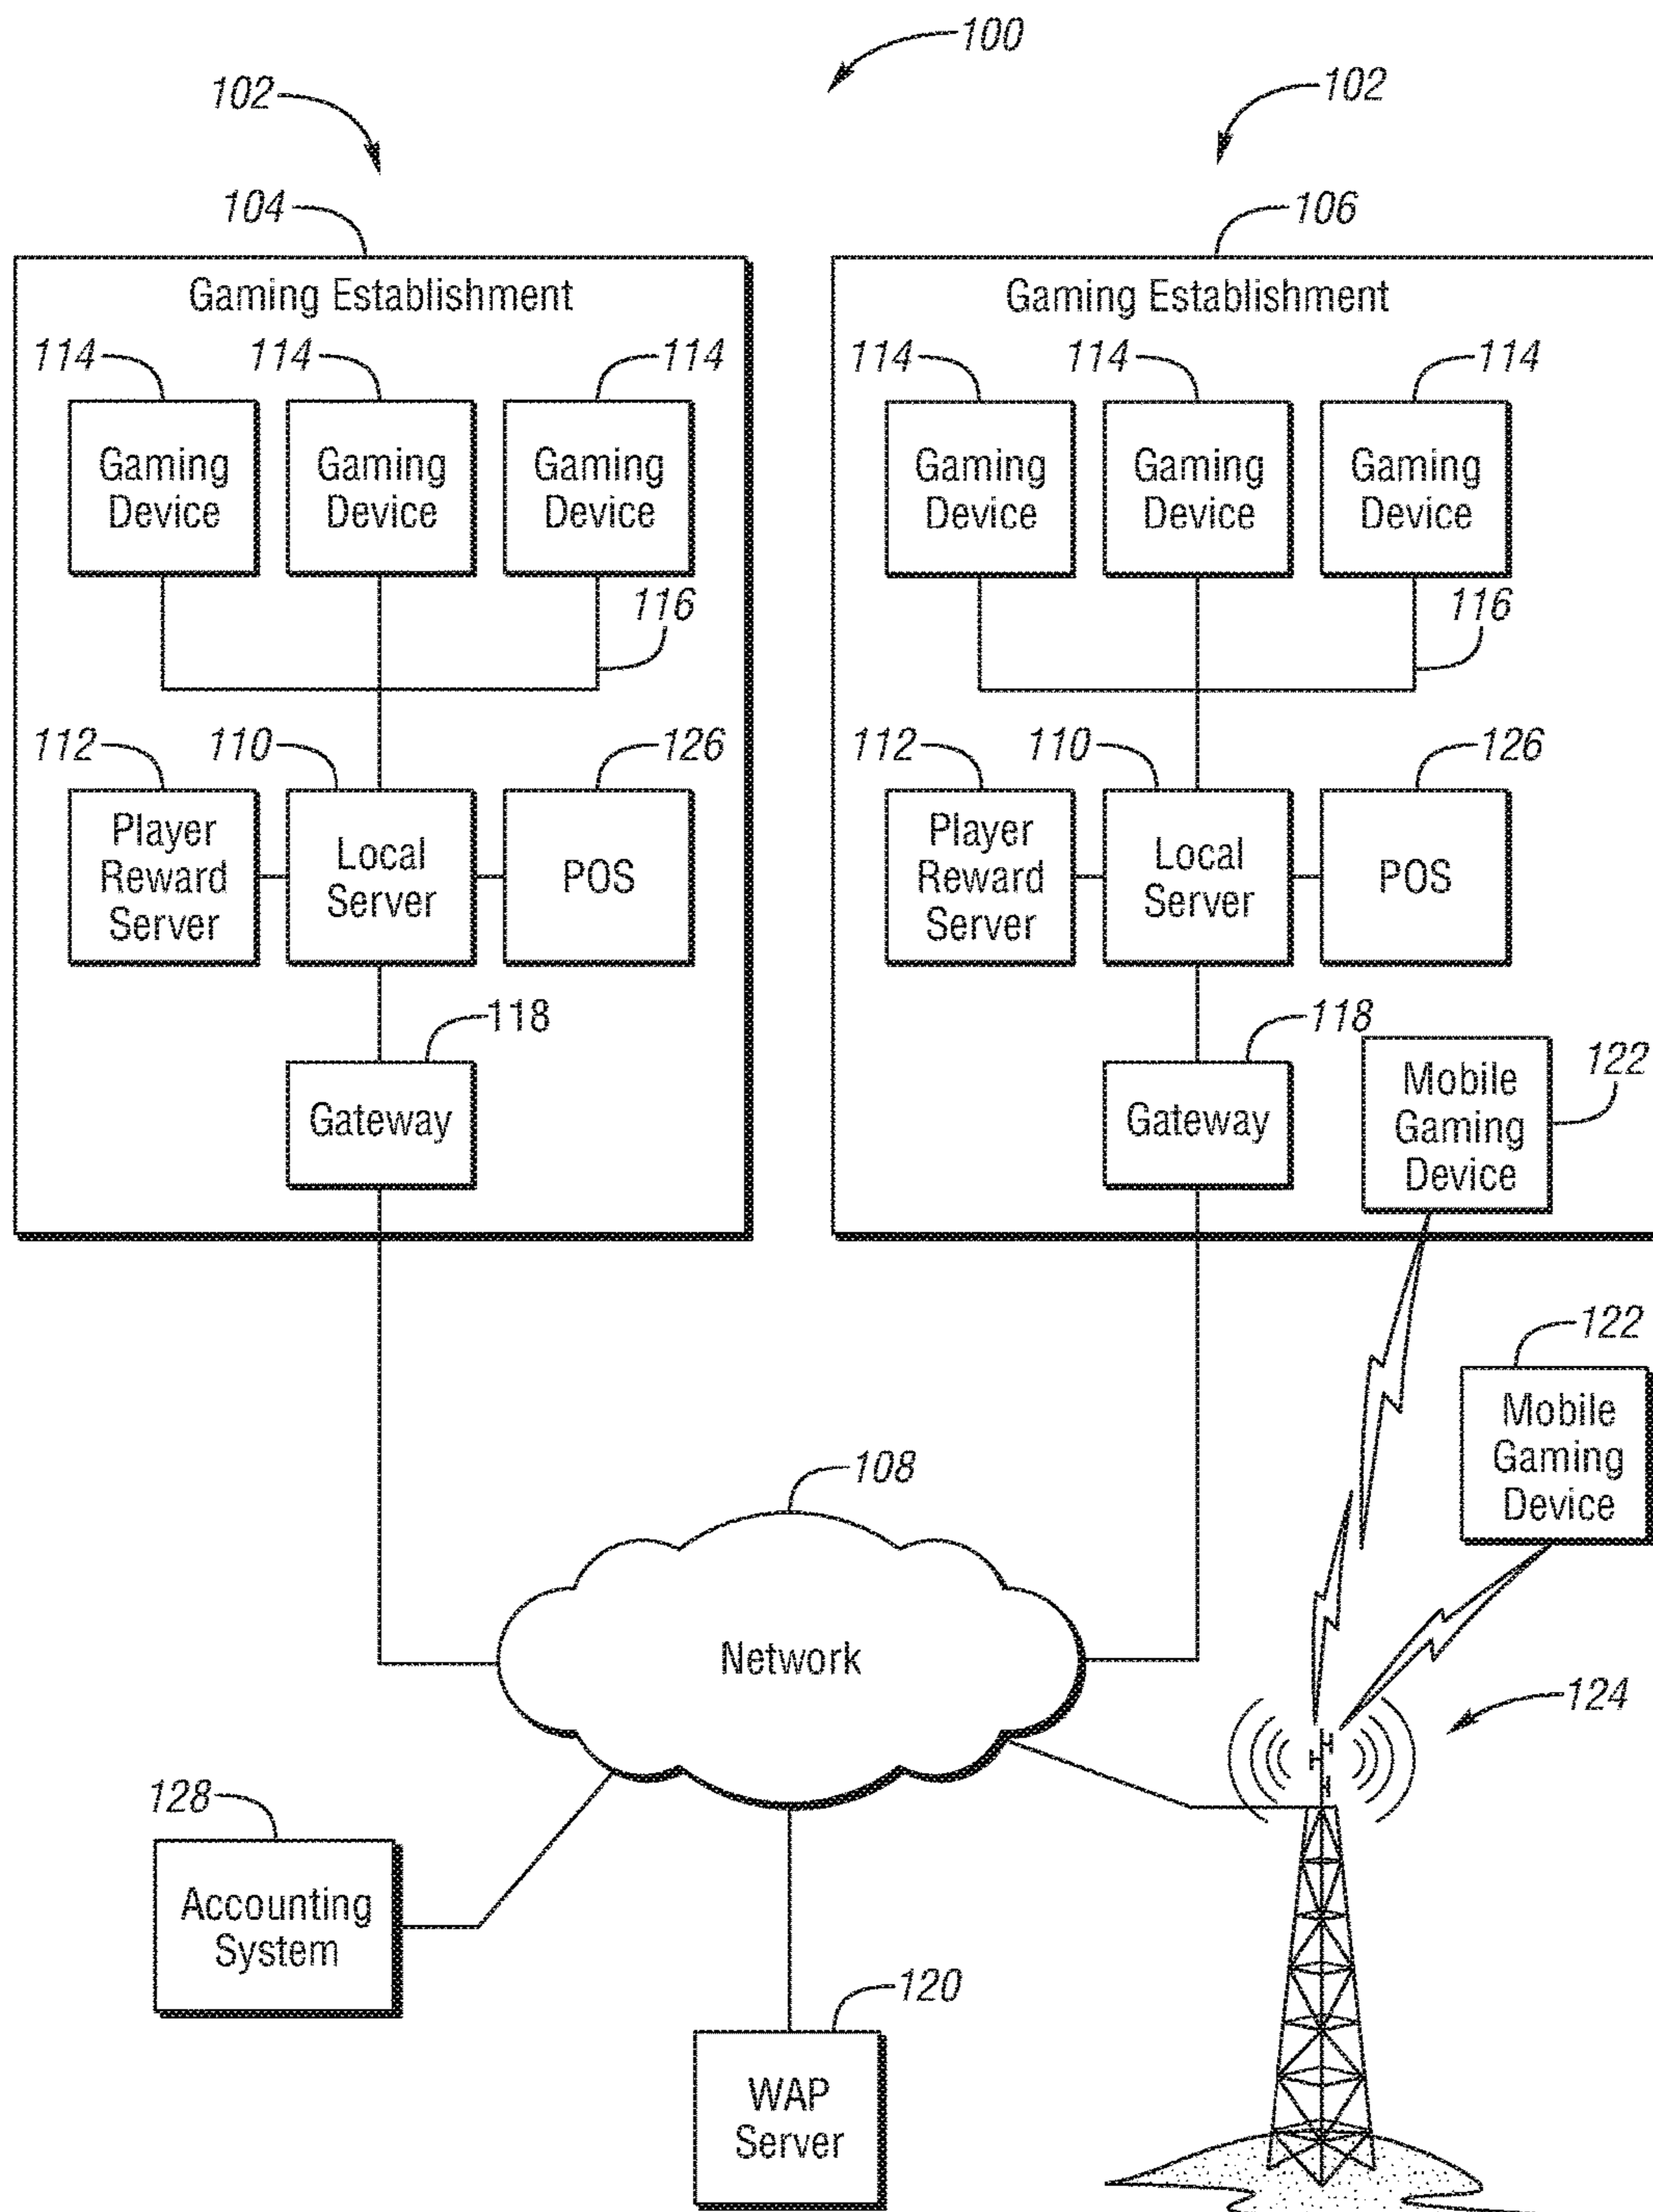 100
102
102
104
106
Gaming Establishment
Gaming Establishment
114
114
114
114
114
114
Gaming
Device
Gaming
Device
Gaming
Device
Gaming
Device
Gaming
Device
Gaming
Device
116
116
112
110
126
112
110
126
Player
Reward
Server
Local
Server
POS
Player
Reward
Server
Local
Server
POS
118
118
Gateway
Gateway
Mobile
Gaming
Device
122
122
Mobile
Gaming
Device
108
Network
124
128
Accounting
System
120
WAP
Server